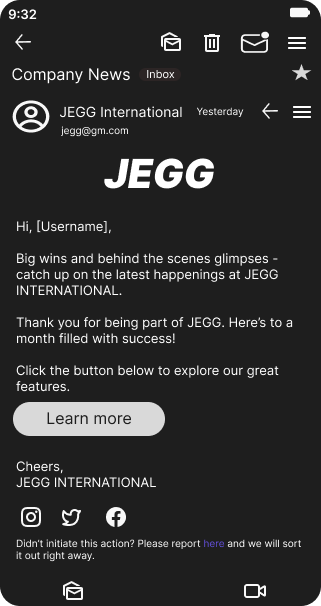 9:32
Company News Inbox
JEGG International Yesterday
jegg@gm.com
JEGG
Hi, [Username],
Big wins and behind the scenes glimpses -
catch up on the latest happenings at JEGG
INTERNATIONAL.
Thank you for being part of JEGG. Here’s to a
month filled with success!
Click the button below to explore our great
features.
Learn more
Cheers,
JEGG INTERNATIONAL
Didn't initiate this action? Please report here and we will sort
it out right away.